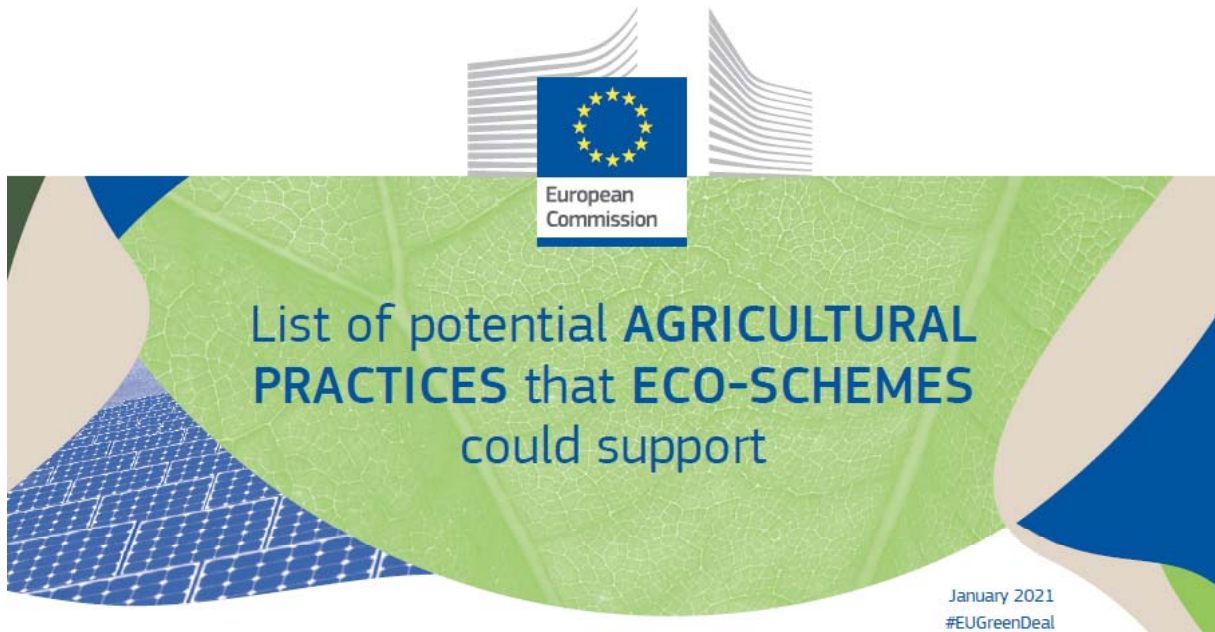 European
Commission
List of potential AGRICULTURAL
PRACTICES that ECO-SCHEMES
could support
January 2021
#EUGreenDeal